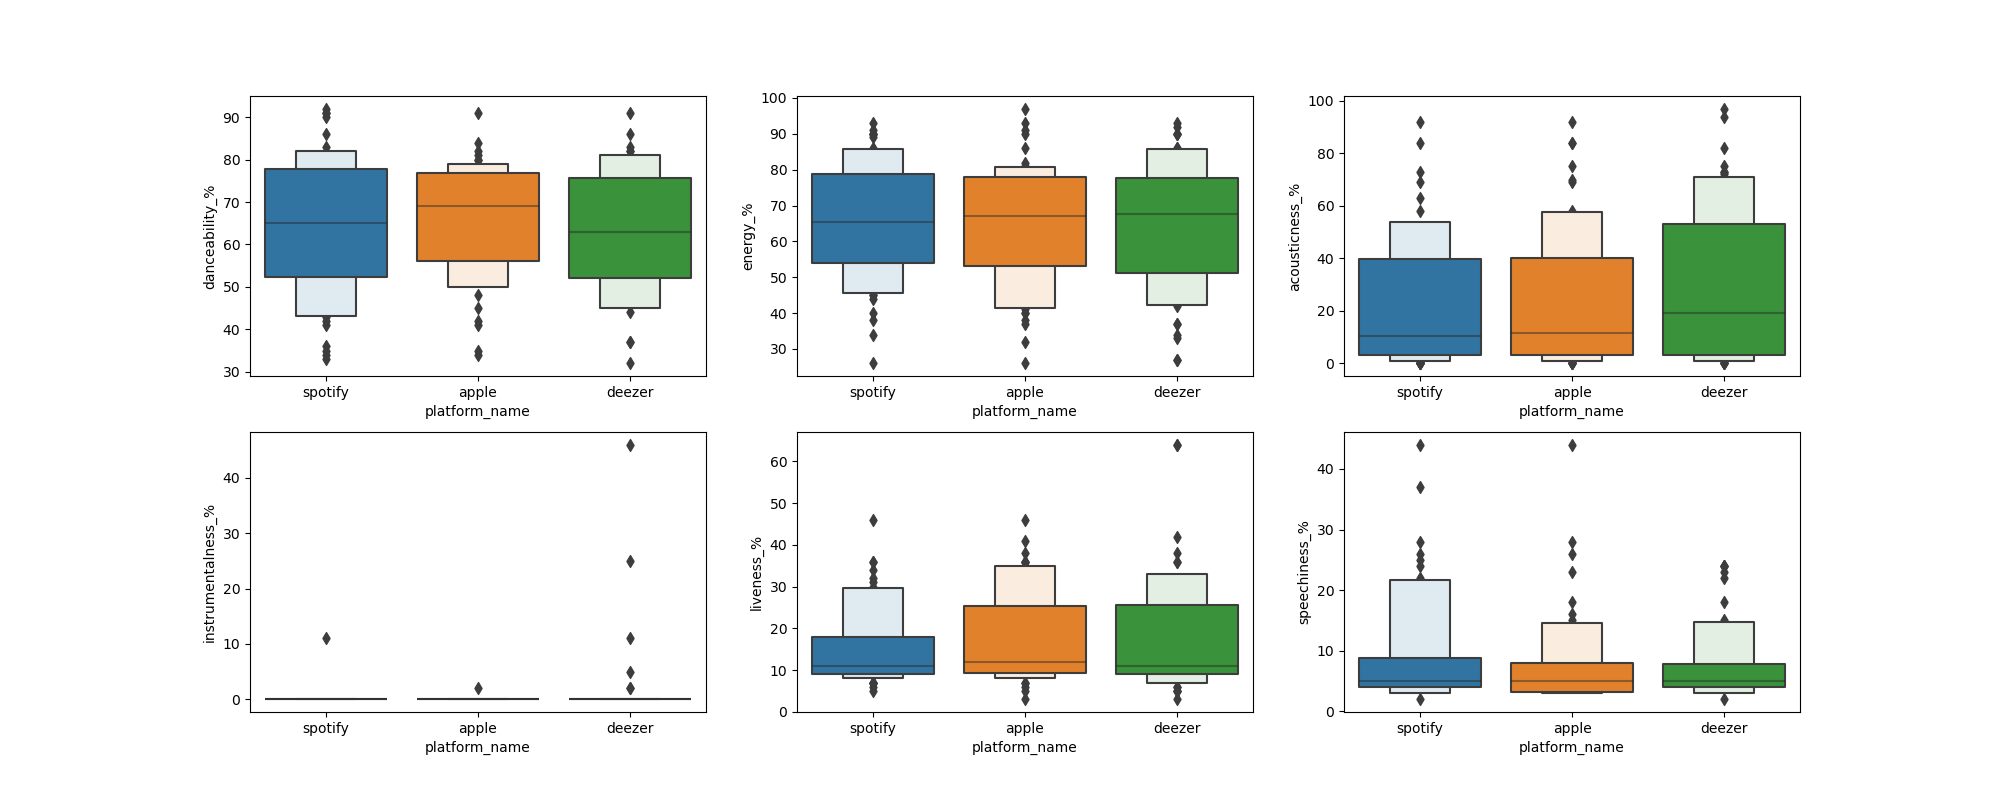 danceability_%
90
80
70
60
50
40
30
spotify apple deezer
platform_name
energy_%
100
90
80
70
60
50
40
30
spotify apple deezer
platform_name
acousticness_%
100
80
60
40
20
0
spotify apple deezer
platform_name
instrumentalness_%
40
30
20
10
0
spotify apple deezer
platform_name
liveness_%
60
50
40
30
20
10
0
spotify apple deezer
platform_name
speechiness_%
40
30
20
10
0
spotify apple deezer
platform_name